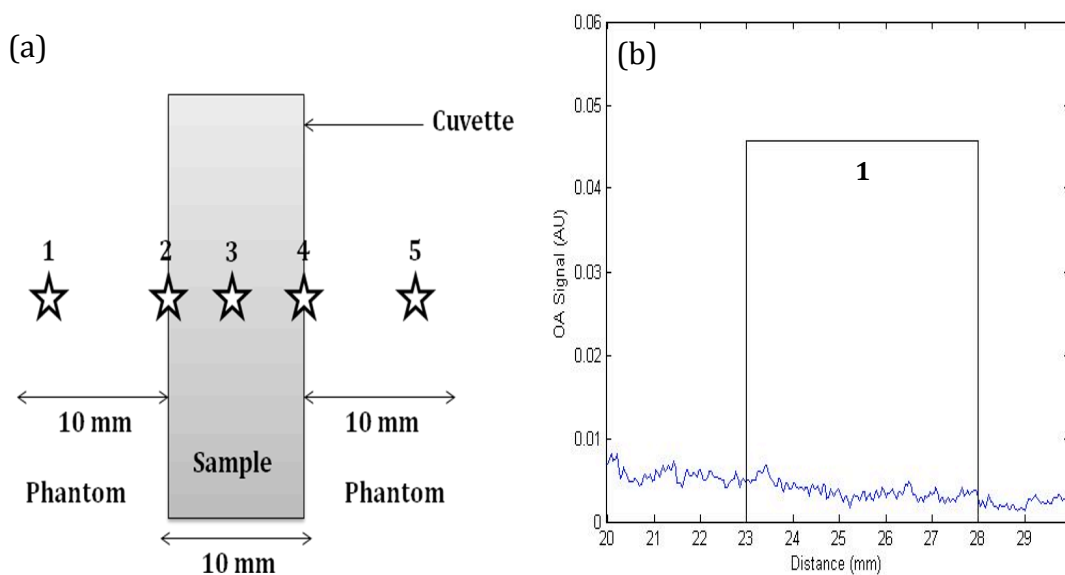 (a)
Cuvette
1 2 3 4 5
10 mm 10 mm
Sample
Phantom Phantom
10 mm
(b)
1
OA Signal (AU)
0.06
0.05
0.04
0.03
0.02
0.01
0
20 21 22 23 24 25 26 27 28 29
Distance (mm)